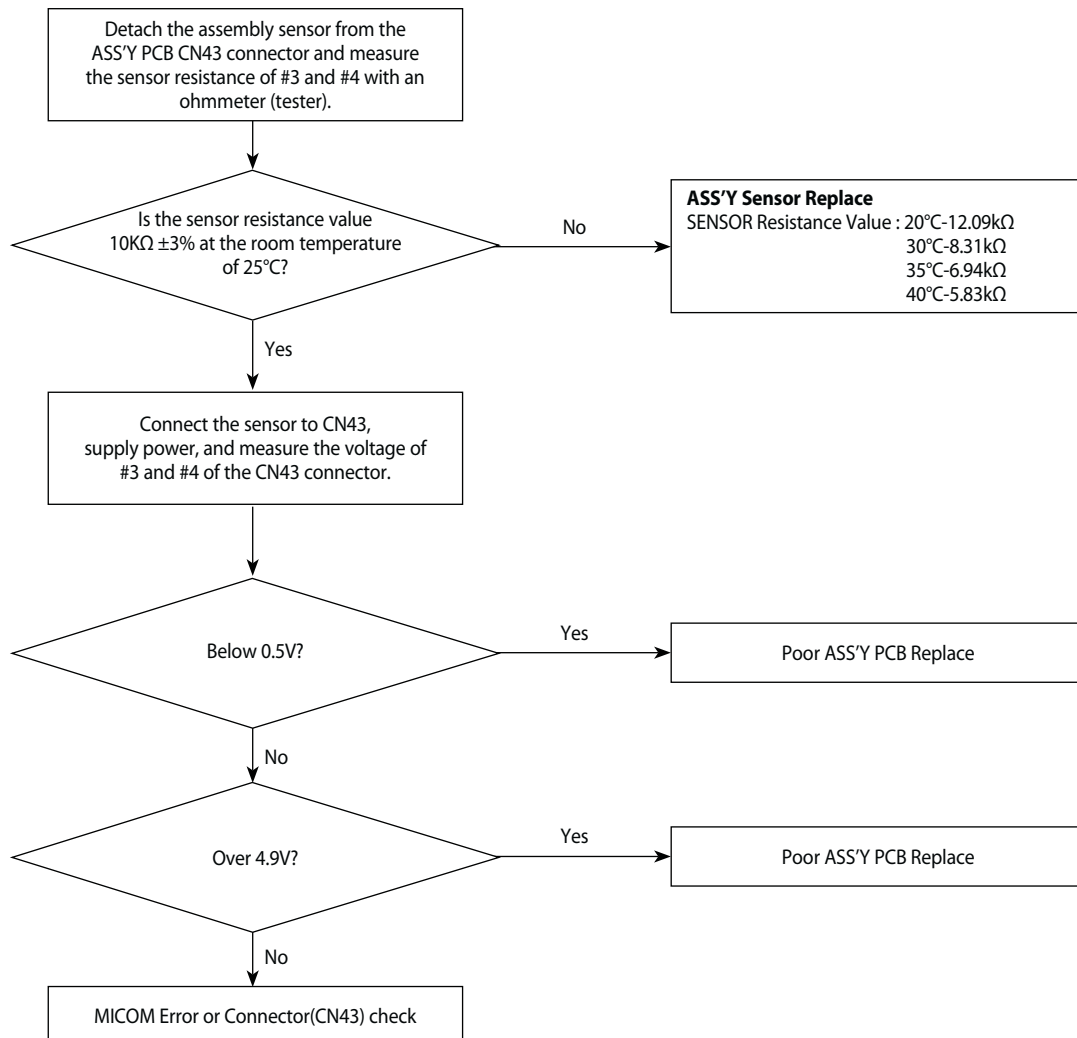 Detach the assembly sensor from the
ASS'Y PCB CN43 connector and measure
the sensor resistance of #3 and #4 with an
ohmmeter (tester).
Is the sensor resistance value
10KΩ ±3% at the room temperature
of 25°C?
No
ASS'Y Sensor Replace
SENSOR Resistance Value : 20°C-12.09kΩ
30°C-8.31kΩ
35°C-6.94kΩ
40°C-5.83kΩ
Yes
Connect the sensor to CN43,
supply power, and measure the voltage of
#3 and #4 of the CN43 connector.
Below 0.5V?
Yes
Poor ASS'Y PCB Replace
No
Over 4.9V?
Yes
Poor ASS'Y PCB Replace
No
MICOM Error or Connector(CN43) check